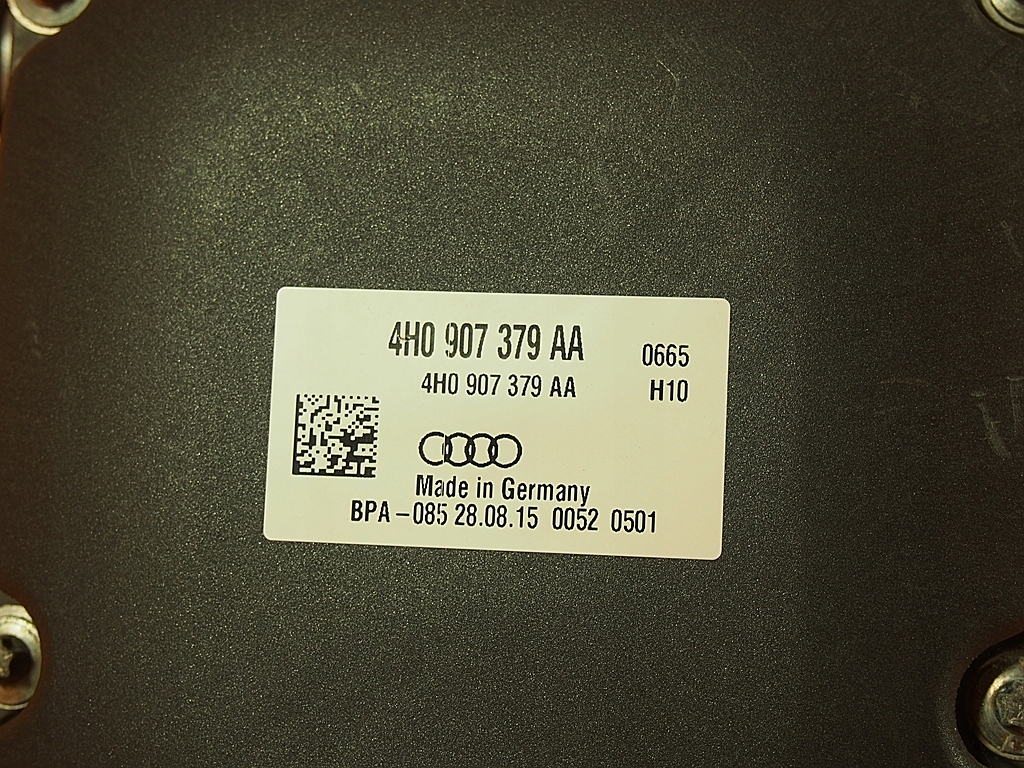 4H0 907 379 AA 0665
4H0 907 379 AA H10
Made in Germany
BPA-085 28.08.15 0052 0501